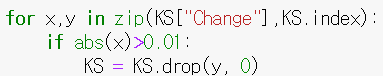 for x,y in zip(KS["Change"],KS.index):
    if abs(x)>0.01:
        KS = KS.drop(y, 0)